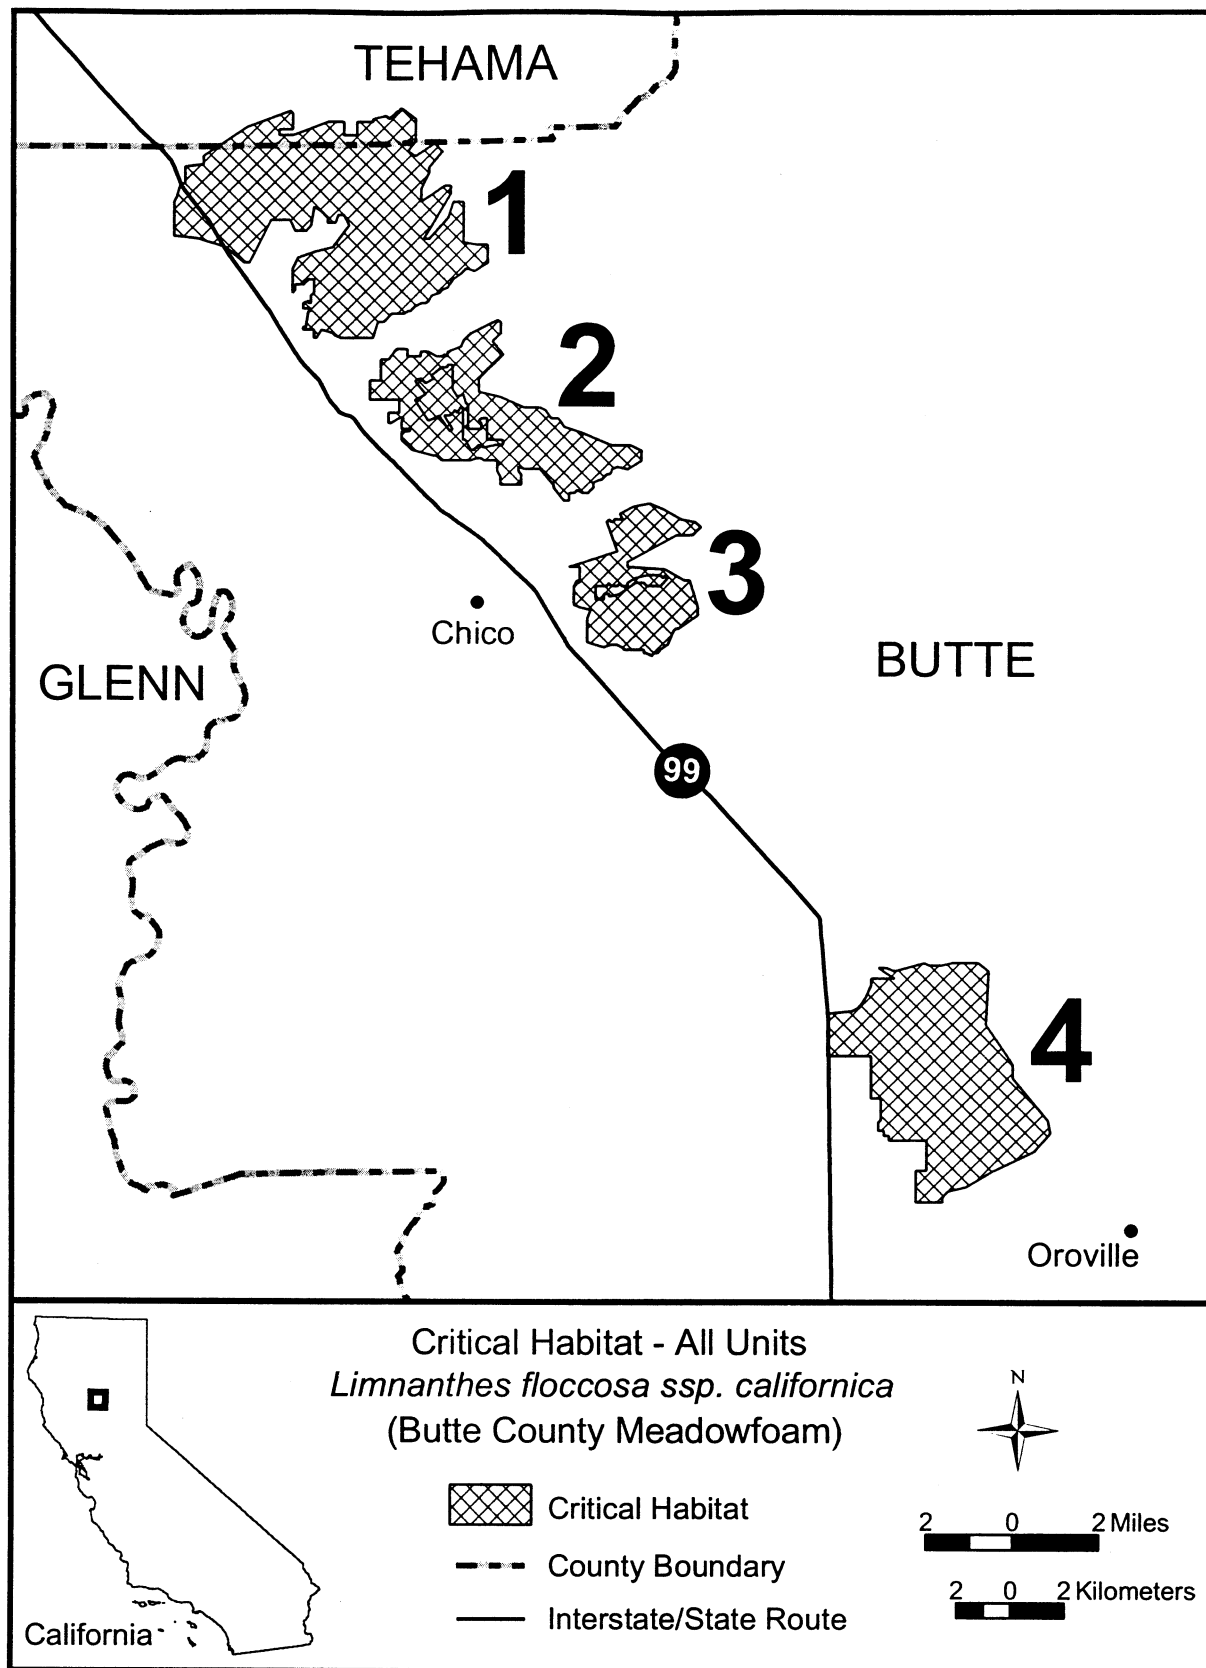 TEHAMA
1
2
3
Chico
GLENN
BUTTE
99
4
Oroville
Critical Habitat - All Units
Limnanthes floccosa ssp. californica
(Butte County Meadowfoam)
N
Critical Habitat
2 0 2 Miles
County Boundary
2 0 2 Kilometers
Interstate/State Route
California